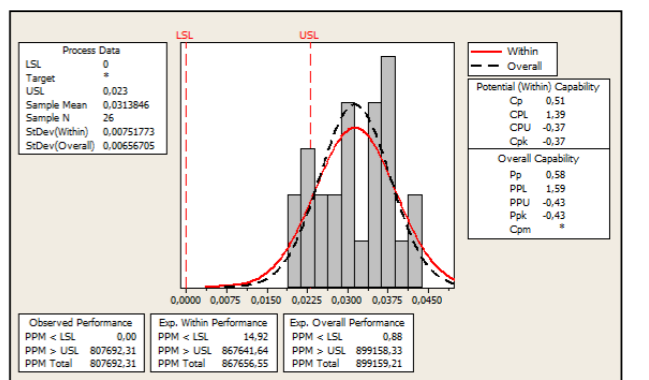 LSL USL
Process Data
LSL 0
Target *
USL 0,023
Sample Mean 0,0313846
Sample N 26
StDev(Within) 0,00751773
StDev(Overall) 0,00656705
Within
Overall
Potential (Within) Capability
Cp 0,51
CPL 1,39
CPU -0,37
Cpk -0,37
Overall Capability
Pp 0,58
PPL 1,59
PPU -0,43
Ppk -0,43
Cpm *
0,0000 0,0075 0,0150 0,0225 0,0300 0,0375 0,0450
Observed Performance
PPM < LSL 0,00
PPM > USL 807692,31
PPM Total 807692,31
Exp. Within Performance
PPM < LSL 14,92
PPM > USL 867641,64
PPM Total 867656,55
Exp. Overall Performance
PPM < LSL 0,88
PPM > USL 899158,33
PPM Total 899159,21